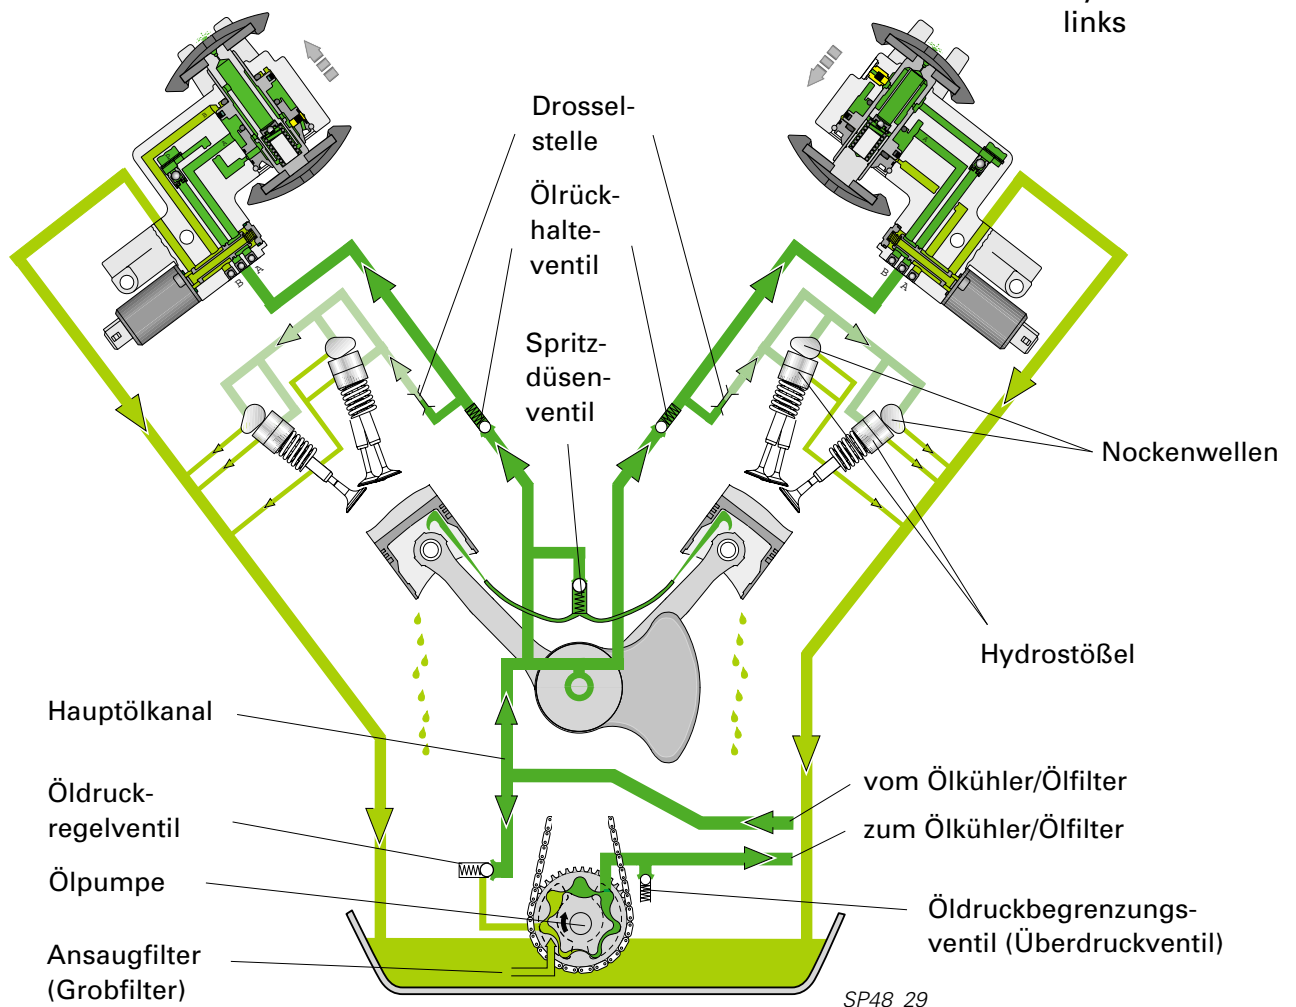 links
Drossel-
stelle
Ölrück-
halte-
ventil
Spritz-
düsen-
ventil
B
A
B
A
Nockenwellen
Hydrostößel
Hauptölkanal
Öldruck-
regelventil
Ölpumpe
Ansaugfilter
(Grobfilter)
vom Ölkühler/Ölfilter
zum Ölkühler/Ölfilter
Öldruckbegrenzungs-
ventil (Überdruckventil)
SP48_29